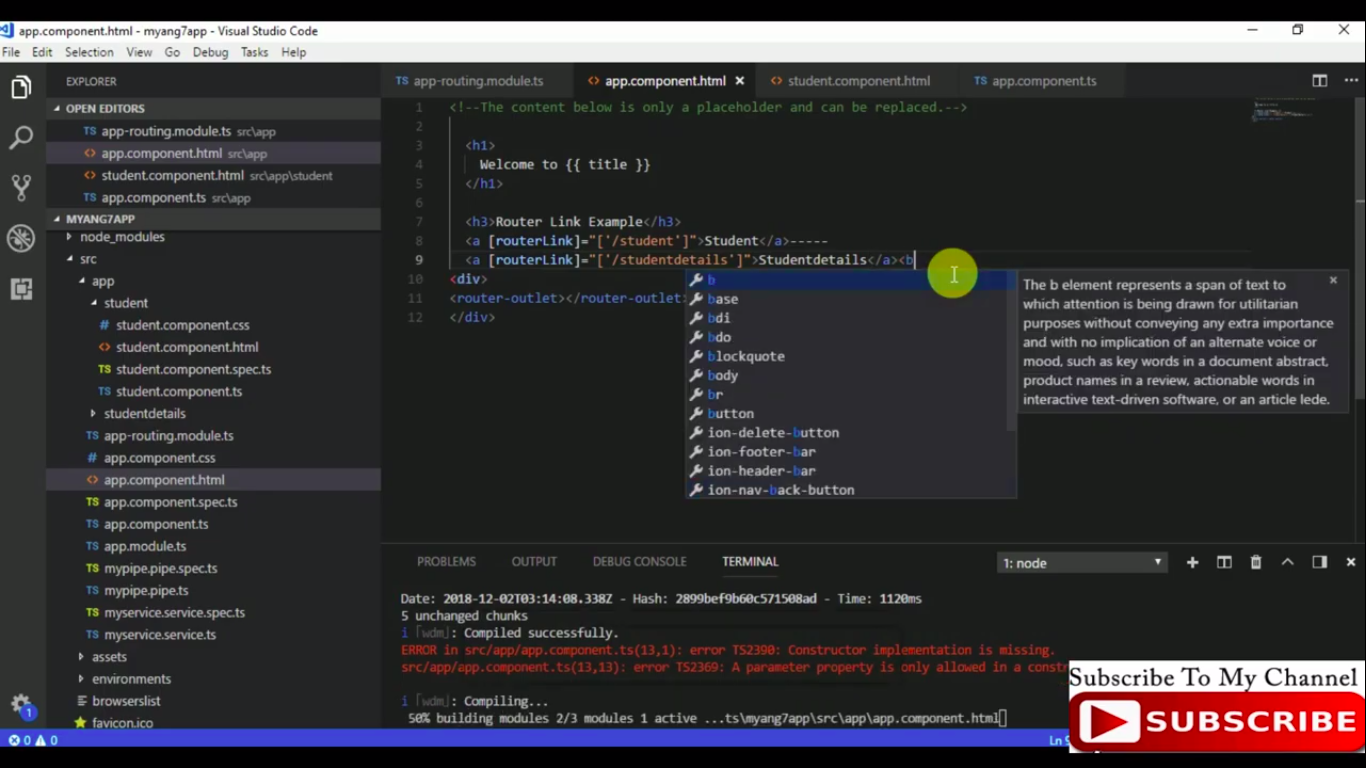 app.component.html - myang7app - Visual Studio Code
File Edit Selection View Go Debug Tasks Help
EXPLORER
OPEN EDITORS
TS app-routing.module.ts src\app
<> app.component.html src\app
<> student.component.html src\app\student
TS app.component.ts src\app
MYANG7APP
node_modules
src
app
student
# student.component.css
<> student.component.html
TS student.component.spec.ts
TS student.component.ts
studentdetails
TS app-routing.module.ts
# app.component.css
<> app.component.html
TS app.component.spec.ts
TS app.component.ts
TS app.module.ts
TS mypipe.pipe.spec.ts
TS mypipe.pipe.ts
TS myservice.service.spec.ts
TS myservice.service.ts
assets
environments
browserslist
favicon.ico
1
0 0
TS app-routing.module.ts <> app.component.html × <> student.component.html TS app.component.ts
1 <!--The content below is only a placeholder and can be replaced.-->
2
3 <h1>
4 Welcome to {{ title }}
5 </h1>
6
7 <h3>Router Link Example</h3>
8 <a [routerLink]="['/student']">Student</a>-----
9 <a [routerLink]="['/studentdetails']">Studentdetails</a><b
10 <div>
11 <router-outlet></router-outlet>
12 </div>
b
base
bdi
bdo
blockquote
body
br
button
ion-delete-button
ion-footer-bar
ion-header-bar
ion-nav-back-button
The b element represents a span of text to
which attention is being drawn for utilitarian
purposes without conveying any extra importance
and with no implication of an alternate voice or
mood, such as key words in a document abstract,
product names in a review, actionable words in
interactive text-driven software, or an article lede.
PROBLEMS OUTPUT DEBUG CONSOLE TERMINAL 1: node
Date: 2018-12-02T03:14:08.338Z - Hash: 2899bef9b60c571508ad - Time: 1120ms
5 unchanged chunks
i ｢wdm｣: Compiled successfully.
ERROR in src/app/app.component.ts(13,1): error TS2390: Constructor implementation is missing.
src/app/app.component.ts(13,13): error TS2369: A parameter property is only allowed in a constr
i ｢wdm｣: Compiling...
50% building modules 2/3 modules 1 active ...ts\myang7app\src\app\app.component.html
Subscribe To My Channel
SUBSCRIBE